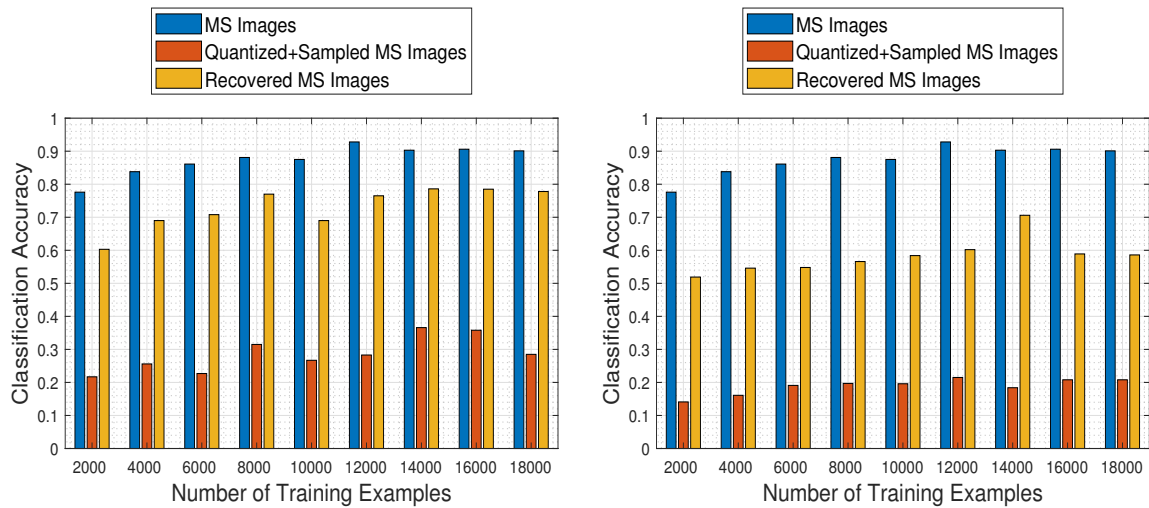 MS Images
Quantized+Sampled MS Images
Recovered MS Images
1
0.9
0.8
0.7
0.6
0.5
0.4
0.3
0.2
0.1
0
Classification Accuracy
2000 4000 6000 8000 10000 12000 14000 16000 18000
Number of Training Examples
MS Images
Quantized+Sampled MS Images
Recovered MS Images
1
0.9
0.8
0.7
0.6
0.5
0.4
0.3
0.2
0.1
0
Classification Accuracy
2000 4000 6000 8000 10000 12000 14000 16000 18000
Number of Training Examples